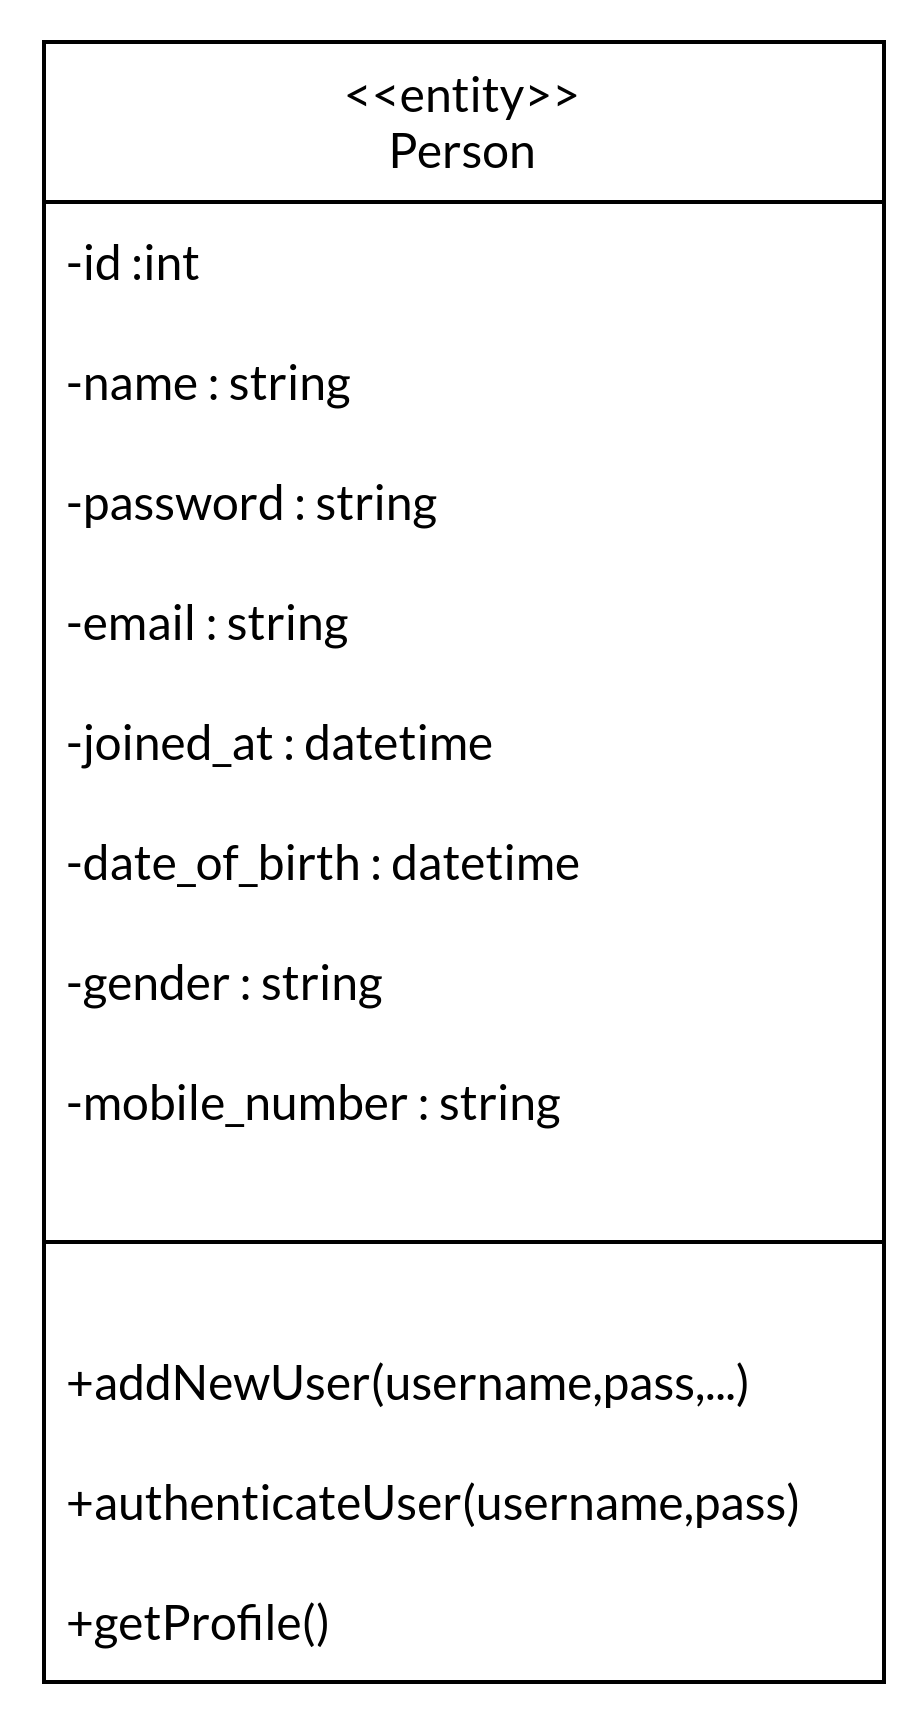 <<entity>>
Person
-id :int
-name : string
-password : string
-email : string
-joined_at : datetime
-date_of_birth : datetime
-gender : string
-mobile_number : string
+addNewUser(username,pass,...)
+authenticateUser(username,pass)
+getProfile()